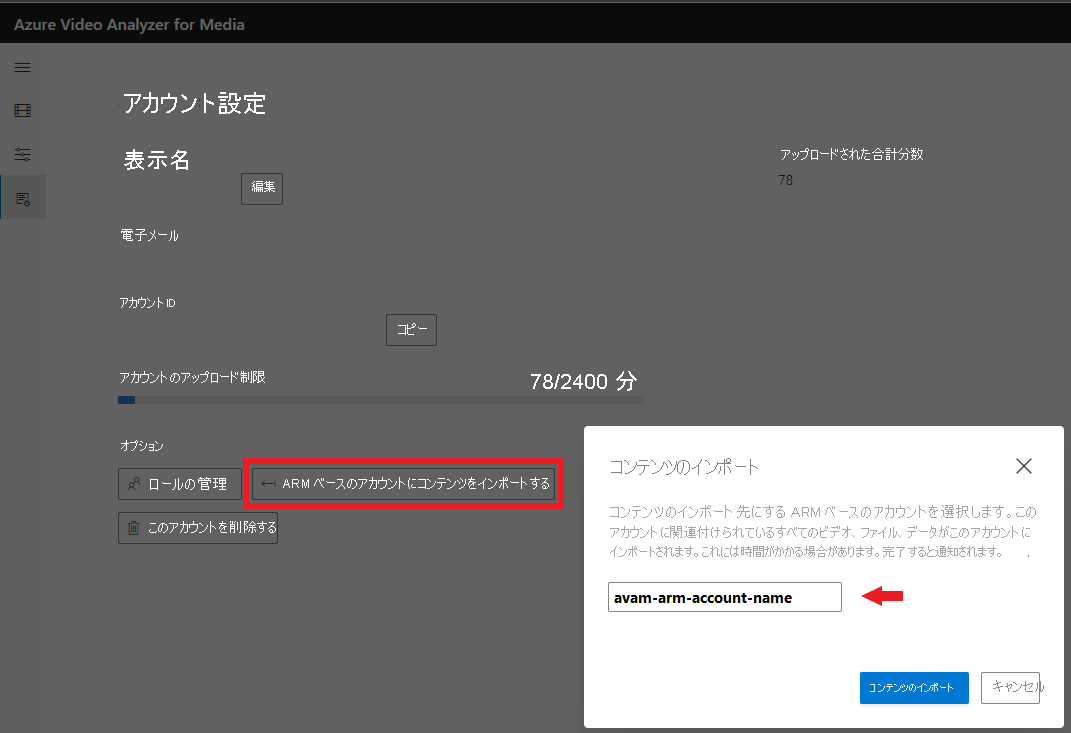 Azure Video Analyzer for Media
アカウント設定
表示名
編集
アップロードされた合計分数
78
電子メール
アカウント ID
コピー
アカウントのアップロード制限
78/2400 分
オプション
ロールの管理
ARM ベースのアカウントにコンテンツをインポートする
このアカウントを削除する
コンテンツのインポート
コンテンツのインポート 先にする ARM ベースのアカウントを選択します。この
アカウントに関連付けられているすべてのビデオ、ファイル、データがこのアカウントに
インポートされます。これには時間がかかる場合があります。完了すると通知されます。 .
avam-arm-account-name
コンテンツのインポート
キャンセル